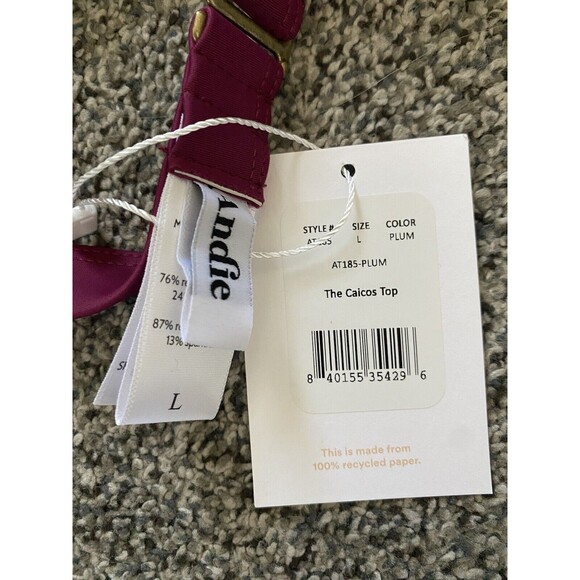 Andie
M
76% r
24
87% r
13% span
S
L
STYLE# SIZE COLOR
L PLUM
AT185-PLUM
The Caicos Top
8 40155 35429 6
This is made from
100% recycled paper.